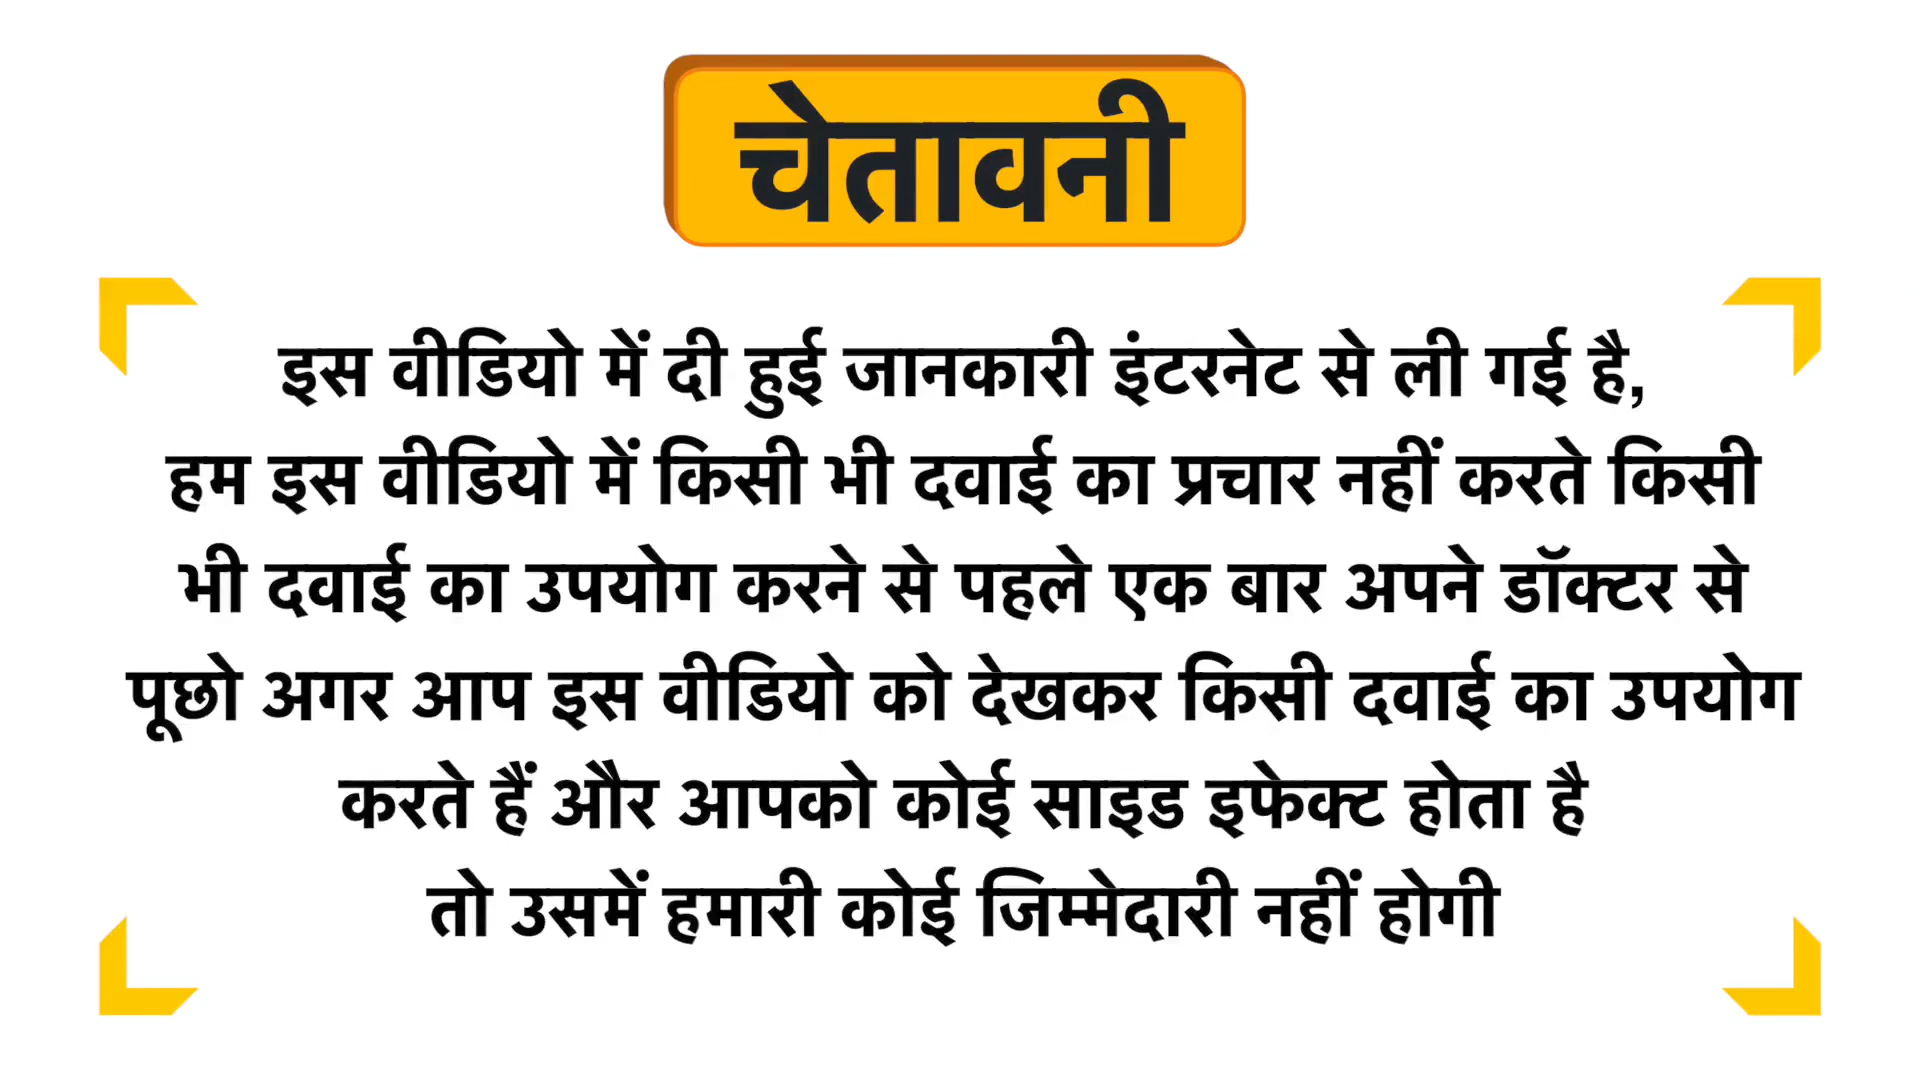 चेतावनी
इस वीडियो में दी हुई जानकारी इंटरनेट से ली गई है,
हम इस वीडियो में किसी भी दवाई का प्रचार नहीं करते किसी
भी दवाई का उपयोग करने से पहले एक बार अपने डॉक्टर से
पूछो अगर आप इस वीडियो को देखकर किसी दवाई का उपयोग
करते हैं और आपको कोई साइड इफेक्ट होता है
तो उसमें हमारी कोई जिम्मेदारी नहीं होगी